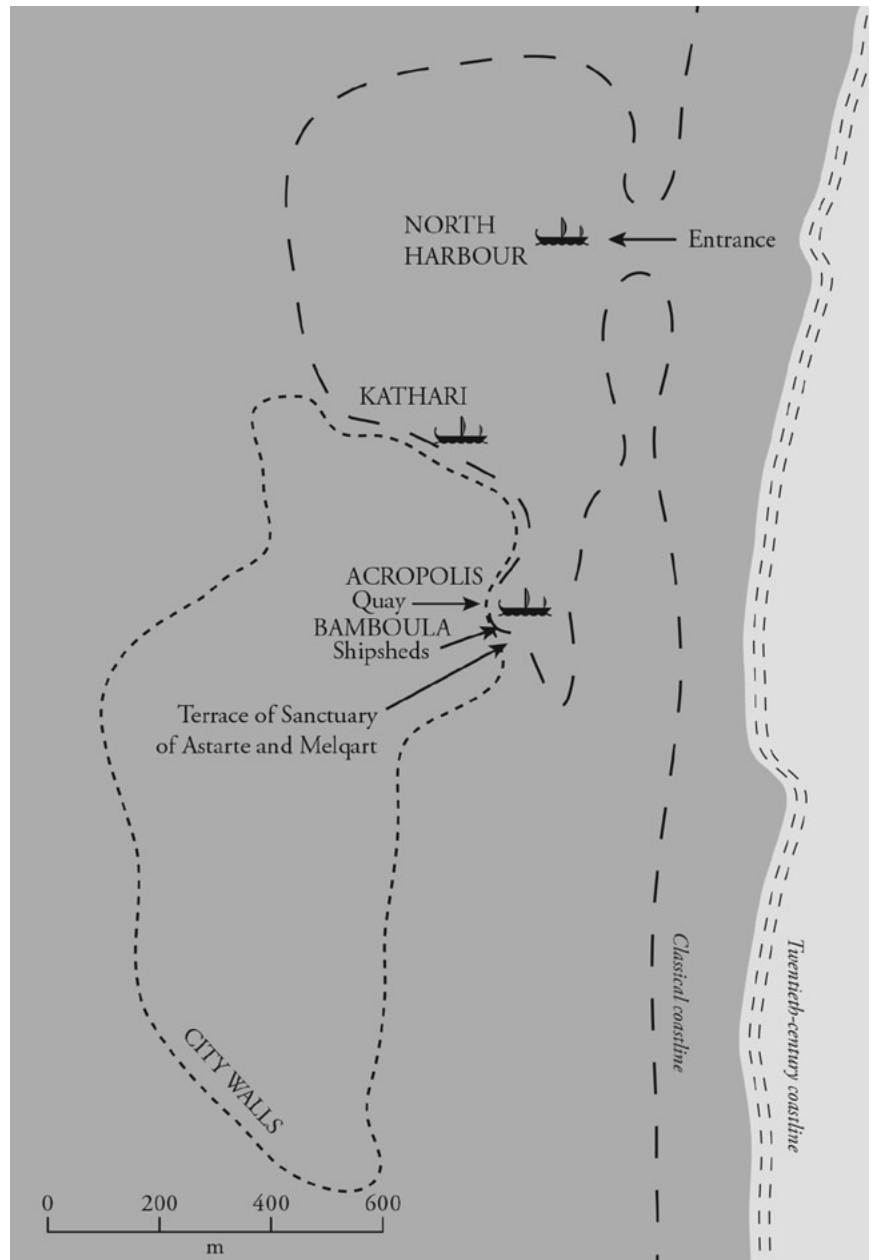 NORTH
HARBOUR
Entrance
KATHARI
ACROPOLIS
Quay
BAMBOULA
Shipsheds
Terrace of Sanctuary
of Astarte and Melqart
CITY WALLS
Classical coastline
Twentieth-century coastline
0 200 400 600
m